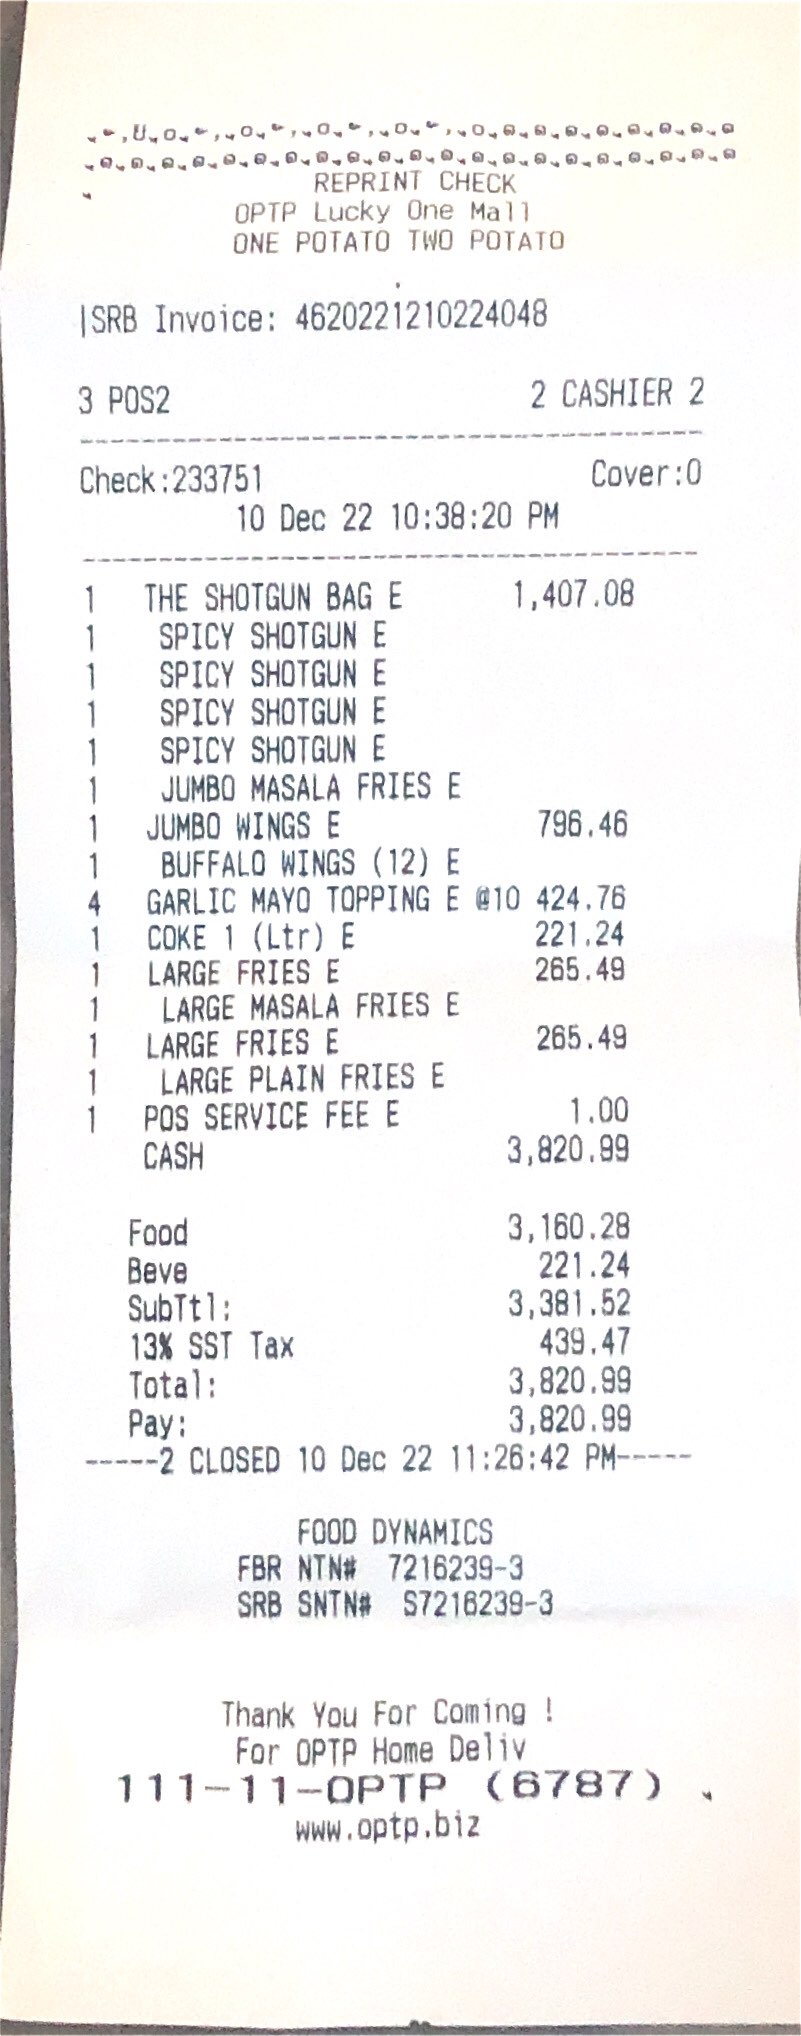 REPRINT CHECK
OPTP Lucky One Mall
ONE POTATO TWO POTATO
|SRB Invoice: 4620221210224048
3 POS2 2 CASHIER 2
--------------------------------
Check:233751 Cover:0
10 Dec 22 10:38:20 PM
--------------------------------
1 THE SHOTGUN BAG E 1,407.08
1 SPICY SHOTGUN E
1 SPICY SHOTGUN E
1 SPICY SHOTGUN E
1 SPICY SHOTGUN E
1 JUMBO MASALA FRIES E
1 JUMBO WINGS E 796.46
1 BUFFALO WINGS (12) E
4 GARLIC MAYO TOPPING E @10 424.76
1 COKE 1 (Ltr) E 221.24
1 LARGE FRIES E 265.49
1 LARGE MASALA FRIES E
1 LARGE FRIES E 265.49
1 LARGE PLAIN FRIES E
1 POS SERVICE FEE E 1.00
CASH 3,820.99
Food 3,160.28
Beve 221.24
SubTtl: 3,381.52
13% SST Tax 439.47
Total: 3,820.99
Pay: 3,820.99
-----2 CLOSED 10 Dec 22 11:26:42 PM-----
FOOD DYNAMICS
FBR NTN# 7216239-3
SRB SNTN# S7216239-3
Thank You For Coming !
For OPTP Home Deliv
111-11-OPTP (6787)
www.optp.biz